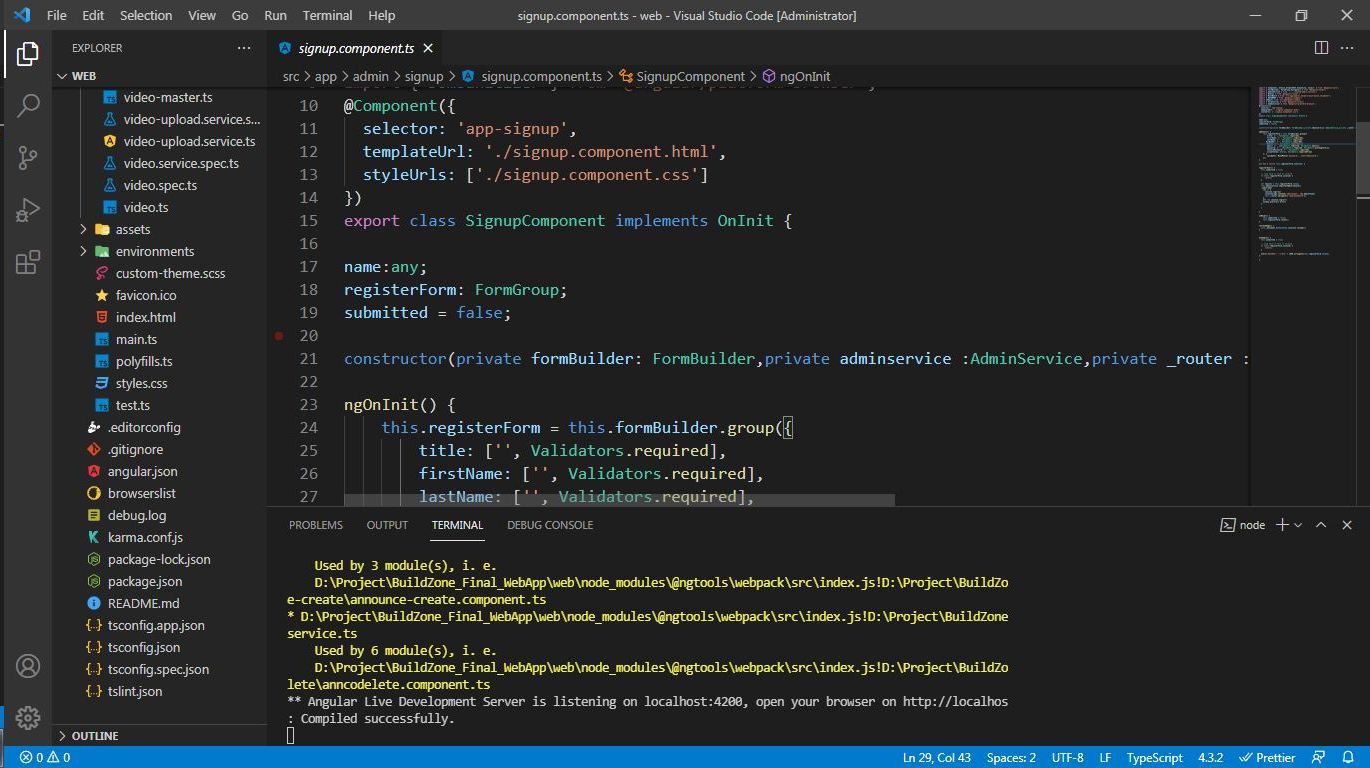 File Edit Selection View Go Run Terminal Help
signup.component.ts - web - Visual Studio Code [Administrator]
EXPLORER
WEB
video-master.ts
video-upload.service.s...
video-upload.service.ts
video.service.spec.ts
video.spec.ts
video.ts
assets
environments
custom-theme.scss
favicon.ico
index.html
main.ts
polyfills.ts
styles.css
test.ts
.editorconfig
.gitignore
angular.json
browserslist
debug.log
karma.conf.js
package-lock.json
package.json
README.md
tsconfig.app.json
tsconfig.json
tsconfig.spec.json
tslint.json
OUTLINE
signup.component.ts
src > app > admin > signup > signup.component.ts > SignupComponent > ngOnInit
10 @Component({
11 selector: 'app-signup',
12 templateUrl: './signup.component.html',
13 styleUrls: ['./signup.component.css']
14 })
15 export class SignupComponent implements OnInit {
16
17 name:any;
18 registerForm: FormGroup;
19 submitted = false;
20
21 constructor(private formBuilder: FormBuilder,private adminservice :AdminService,private _router :
22
23 ngOnInit() {
24 this.registerForm = this.formBuilder.group({
25 title: ['', Validators.required],
26 firstName: ['', Validators.required],
27 lastName: ['', Validators.required],
PROBLEMS OUTPUT TERMINAL DEBUG CONSOLE
node
Used by 3 module(s), i. e.
D:\Project\BuildZone_Final_WebApp\web\node_modules\@ngtools\webpack\src\index.js!D:\Project\BuildZo
e-create\announce-create.component.ts
* D:\Project\BuildZone_Final_WebApp\web\node_modules\@ngtools\webpack\src\index.js!D:\Project\BuildZone
service.ts
Used by 6 module(s), i. e.
D:\Project\BuildZone_Final_WebApp\web\node_modules\@ngtools\webpack\src\index.js!D:\Project\BuildZo
lete\anncodelete.component.ts
** Angular Live Development Server is listening on localhost:4200, open your browser on http://localhos
: Compiled successfully.
0 0
Ln 29, Col 43 Spaces: 2 UTF-8 LF TypeScript 4.3.2 Prettier